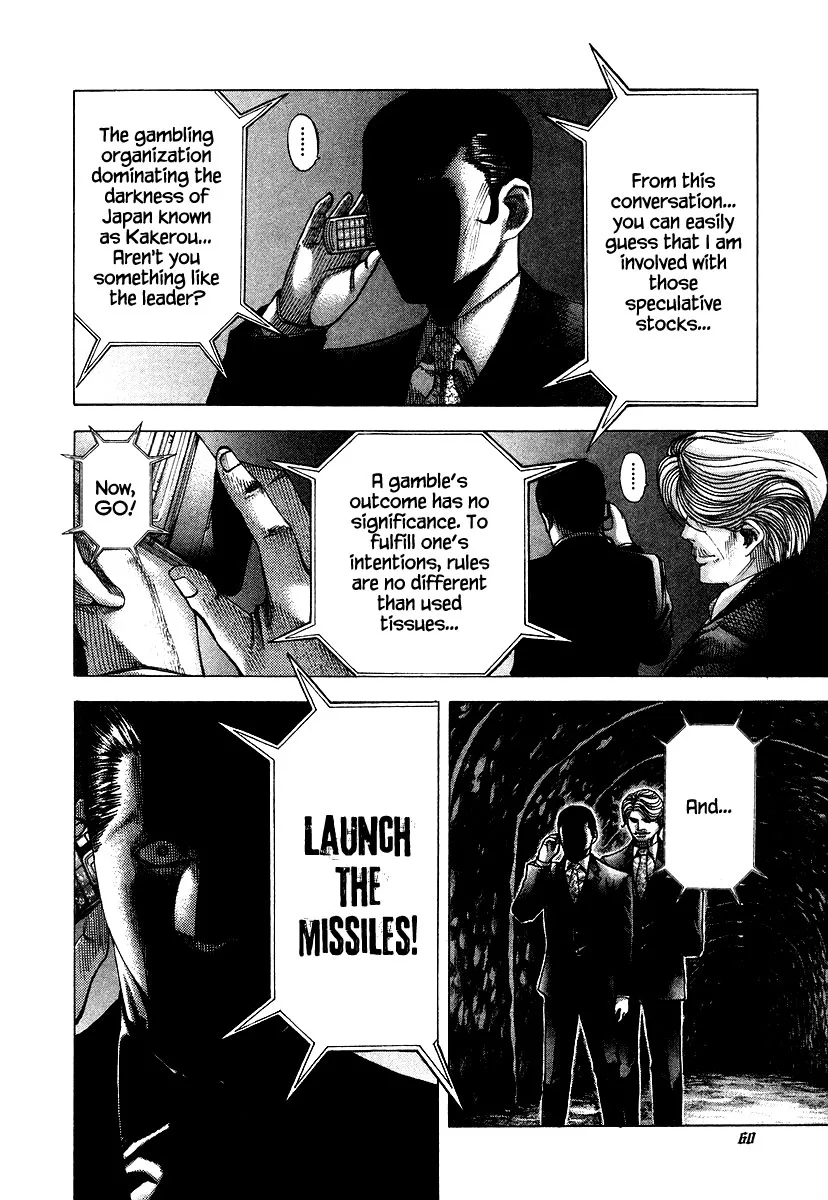 From this
conversation...
you can easily
guess that I am
involved with
those
speculative
stocks...
......
The gambling
organization
dominating the
darkness of
Japan known
as Kakerou...
Aren't you
something like
the leader?
......
A gamble's
outcome has no
significance. To
fulfill one's
intentions, rules
are no different
than used
tissues...
Now,
GO!
And...
LAUNCH
THE
MISSILES!
60